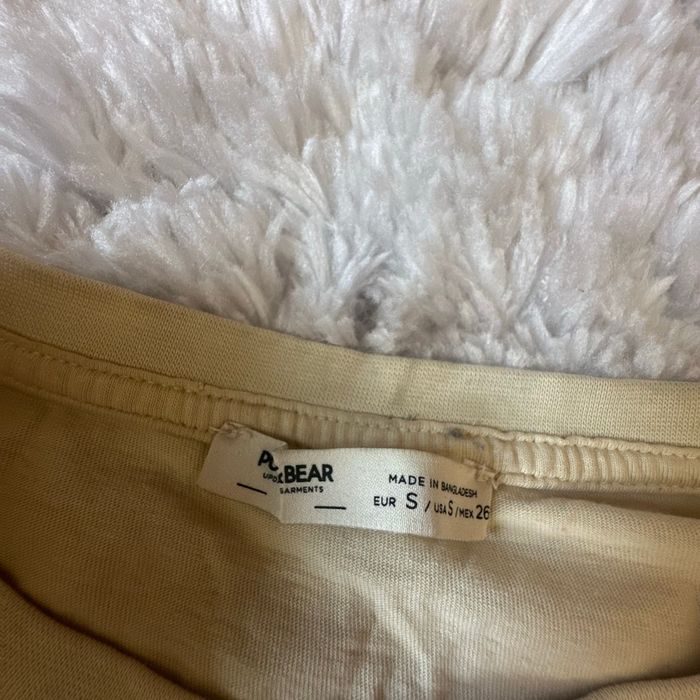 &BEAR
GARMENTS
MADE IN BANGLADESH
EUR S / USA S / MEX 26